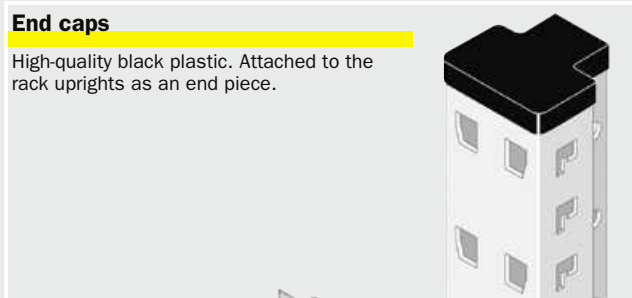 End caps
High-quality black plastic. Attached to the
rack uprights as an end piece.